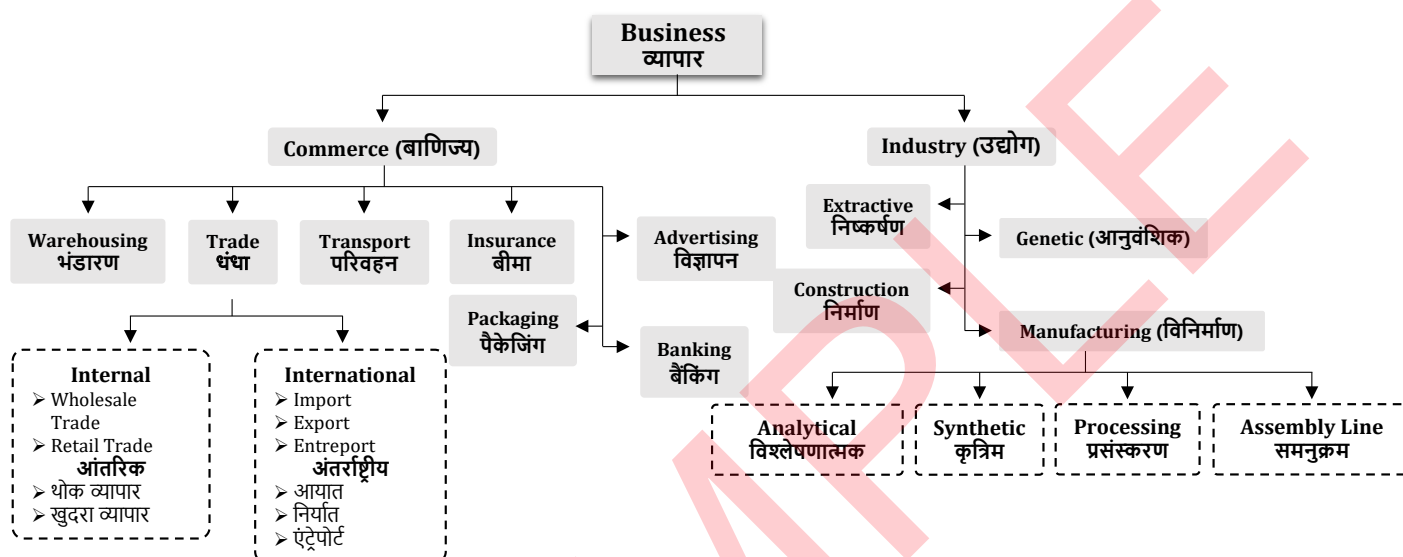 Business
व्यापार
Commerce (बाणिज्य)
Industry (उद्योग)
Warehousing
भंडारण
Trade
धंधा
Transport
परिवहन
Insurance
बीमा
Advertising
विज्ञापन
Packaging
पैकेजिंग
Banking
बैंकिंग
Extractive
निष्कर्षण
Genetic (आनुवंशिक)
Construction
निर्माण
Manufacturing (विनिर्माण)
Internal
➢ Wholesale
Trade
➢ Retail Trade
आंतरिक
➢ थोक व्यापार
➢ खुदरा व्यापार
International
➢ Import
➢ Export
➢ Entreport
अंतर्राष्ट्रीय
➢ आयात
➢ निर्यात
➢ एंट्रेपोर्ट
Analytical
विश्लेषणात्मक
Synthetic
कृत्रिम
Processing
प्रसंस्करण
Assembly Line
समनुक्रम
MPLE